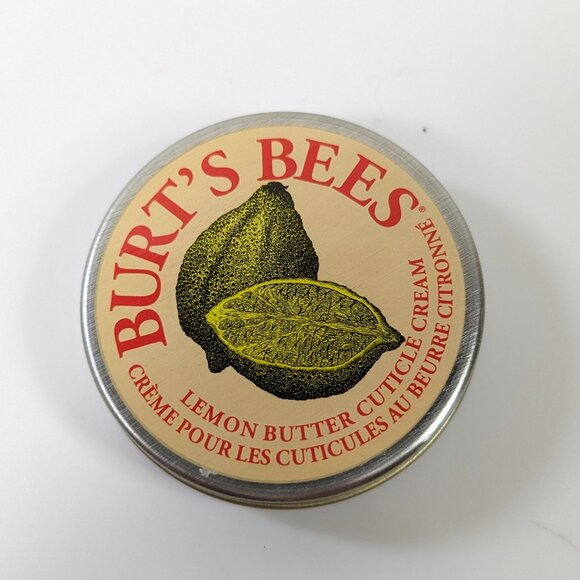 BURT'S BEES®
LEMON BUTTER CUTICLE CREAM
CRÈME POUR LES CUTICULES AU BEURRE CITRONNÉ